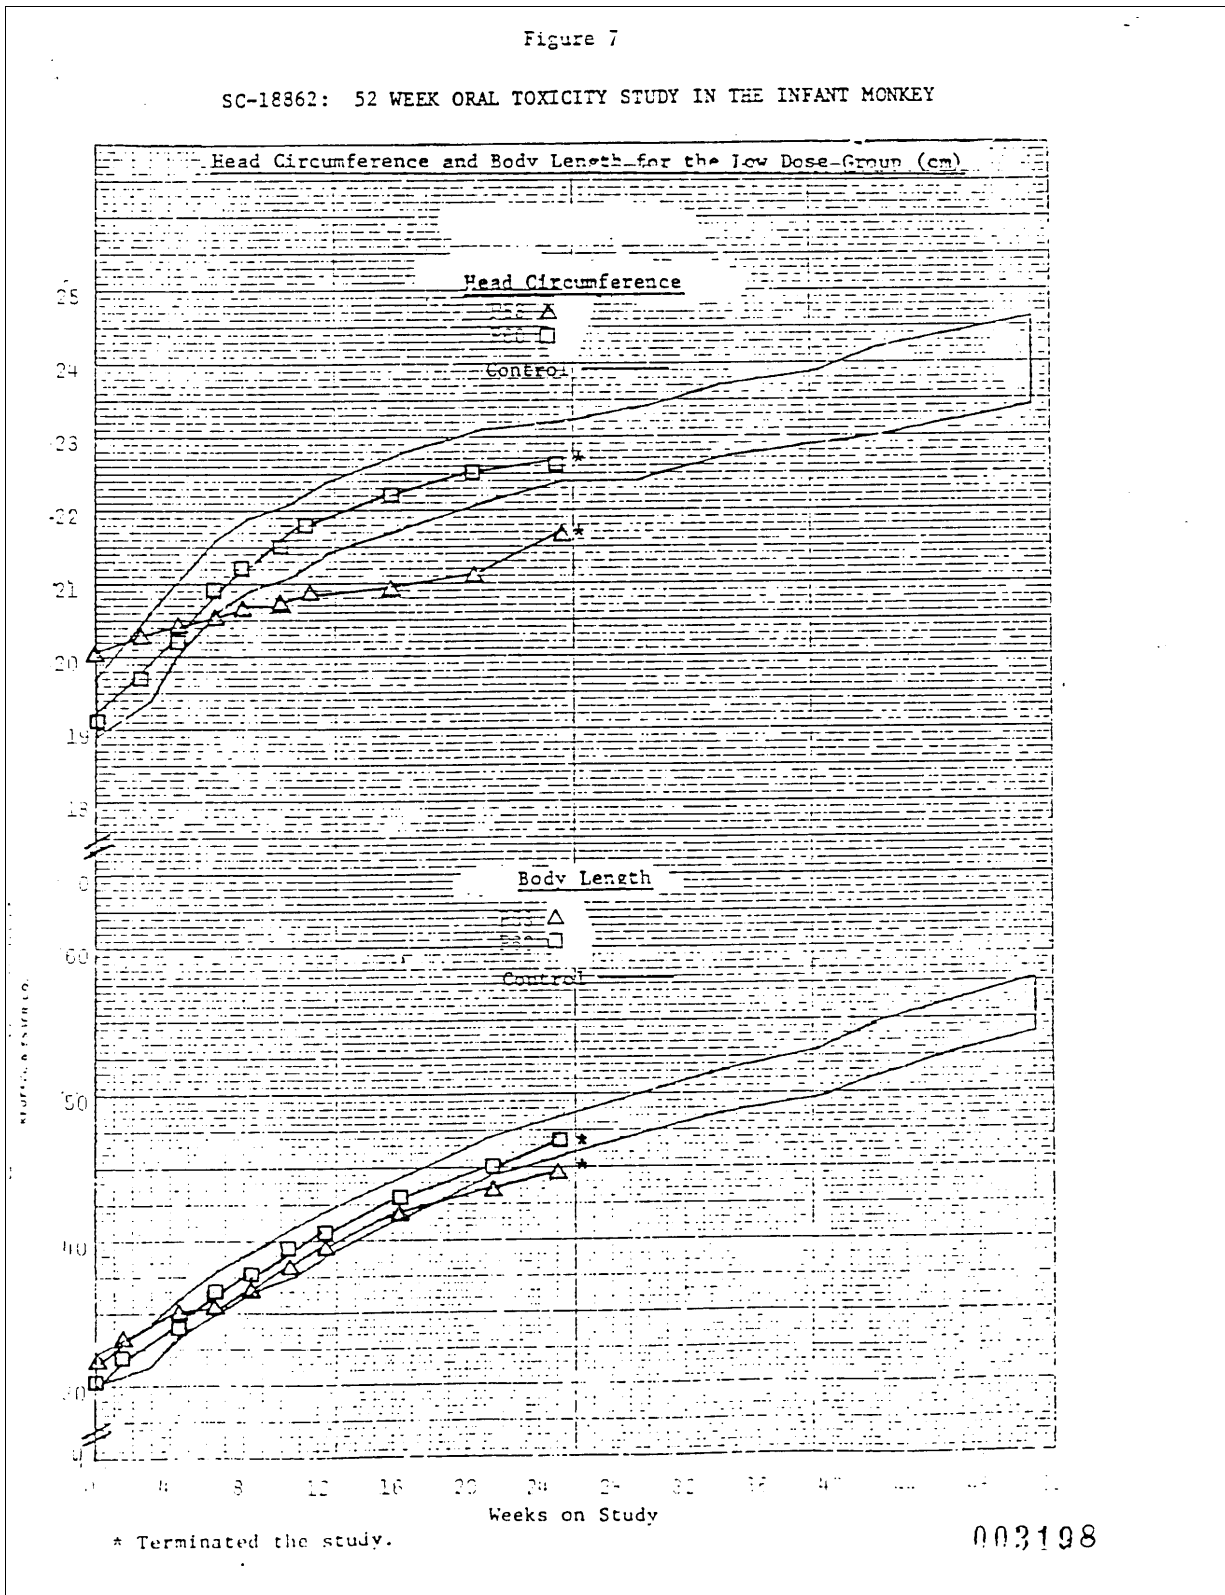 Figure 7
SC-18862: 52 WEEK ORAL TOXICITY STUDY IN THE INFANT MONKEY
Head Circumference and Body Length for the Low Dose Group (cm)
Head Circumference
Control
25
24
23
22
21
20
19
18
Body Length
Control
60
50
40
30
0 4 8 12 16 20 24 28 32 36
Weeks on Study
* Terminated the study.
003198